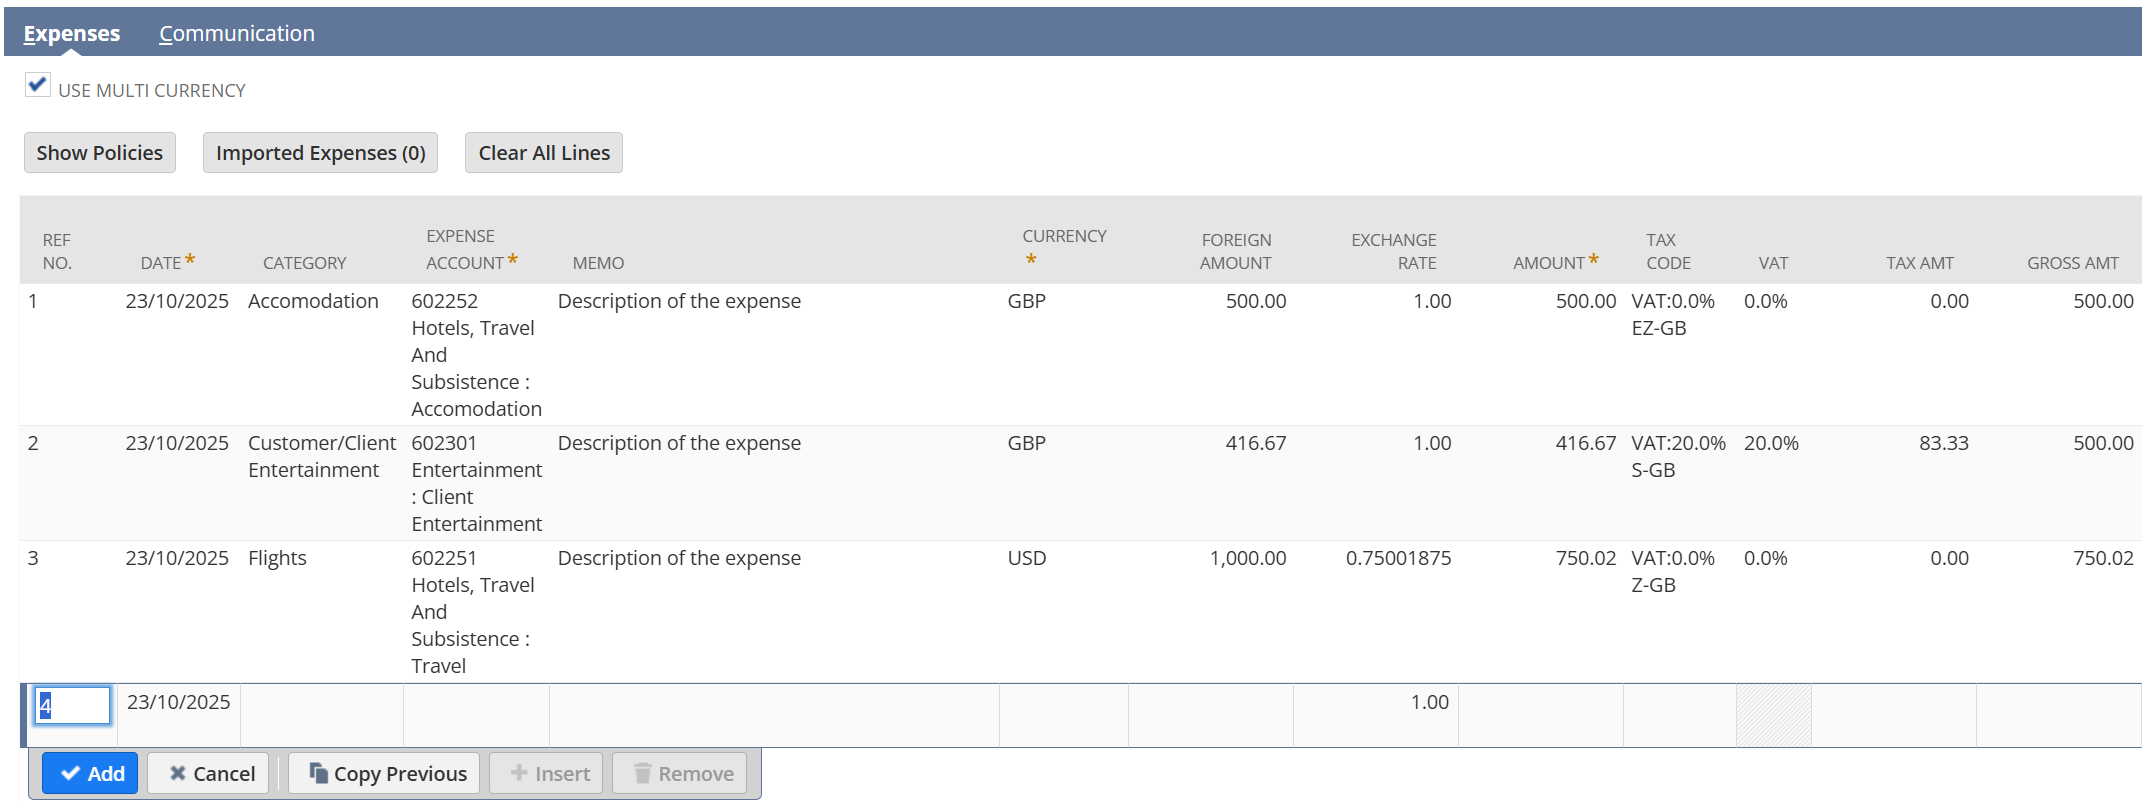 Expenses Communication
USE MULTI CURRENCY
Show Policies Imported Expenses (0) Clear All Lines
REF NO. DATE* CATEGORY EXPENSE ACCOUNT* MEMO CURRENCY * FOREIGN AMOUNT EXCHANGE RATE AMOUNT* TAX CODE VAT TAX AMT GROSS AMT
1 23/10/2025 Accomodation 602252 Description of the expense GBP 500.00 1.00 500.00 VAT:0.0% 0.0% 0.00 500.00
Hotels, Travel EZ-GB
And
Subsistence :
Accomodation
2 23/10/2025 Customer/Client 602301 Description of the expense GBP 416.67 1.00 416.67 VAT:20.0% 20.0% 83.33 500.00
Entertainment Entertainment S-GB
: Client
Entertainment
3 23/10/2025 Flights 602251 Description of the expense USD 1,000.00 0.75001875 750.02 VAT:0.0% 0.0% 0.00 750.02
Hotels, Travel Z-GB
And
Subsistence :
Travel
4 23/10/2025 1.00
Add Cancel Copy Previous Insert Remove